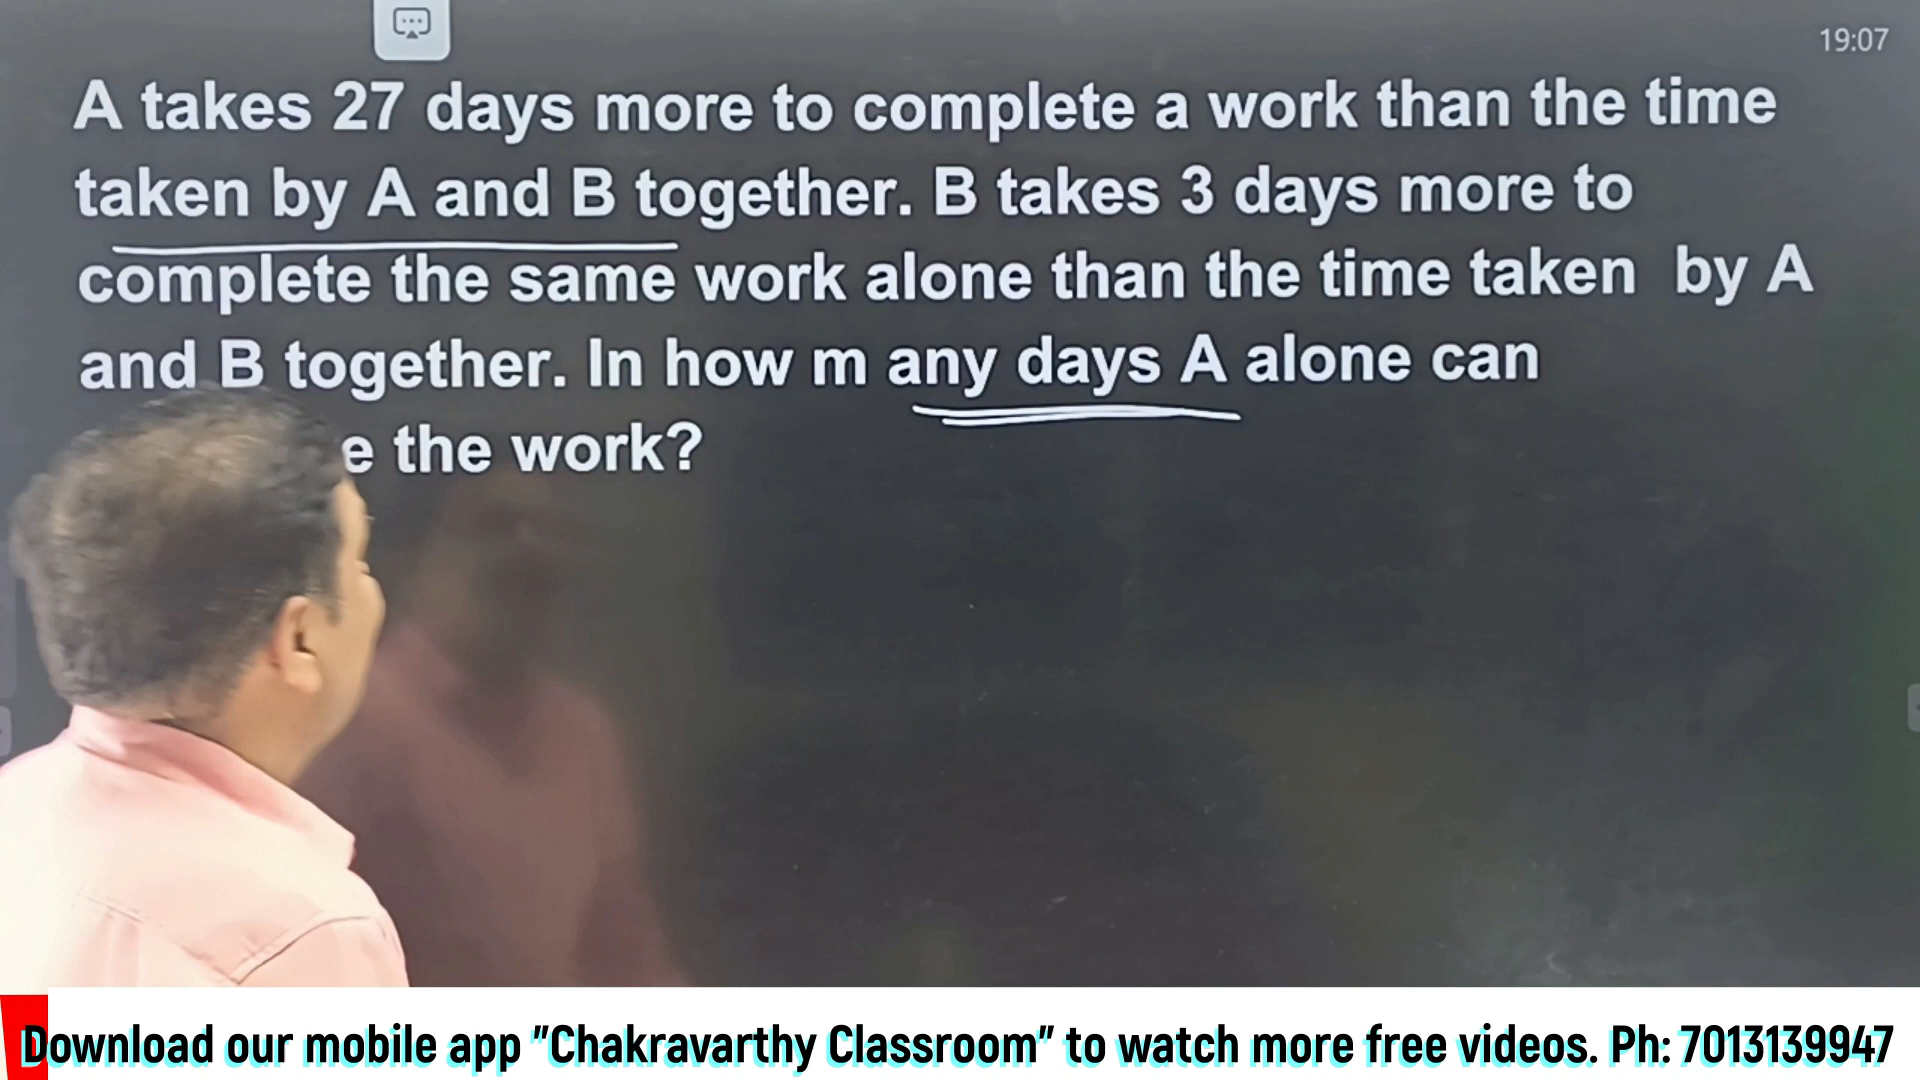 19:07
A takes 27 days more to complete a work than the time
taken by A and B together. B takes 3 days more to
complete the same work alone than the time taken by A
and B together. In how m any days A alone can
e the work?
Download our mobile app "Chakravarthy Classroom" to watch more free videos. Ph: 7013139947